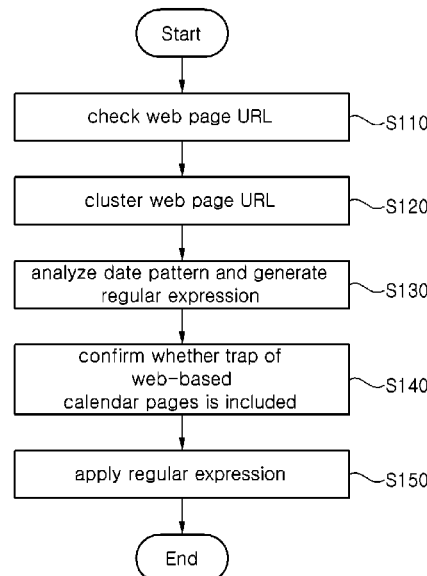 Start
check web page URL
S110
cluster web page URL
S120
analyze date pattern and generate
regular expression
S130
confirm whether trap of
web-based
calendar pages is included
S140
apply regular expression
S150
End